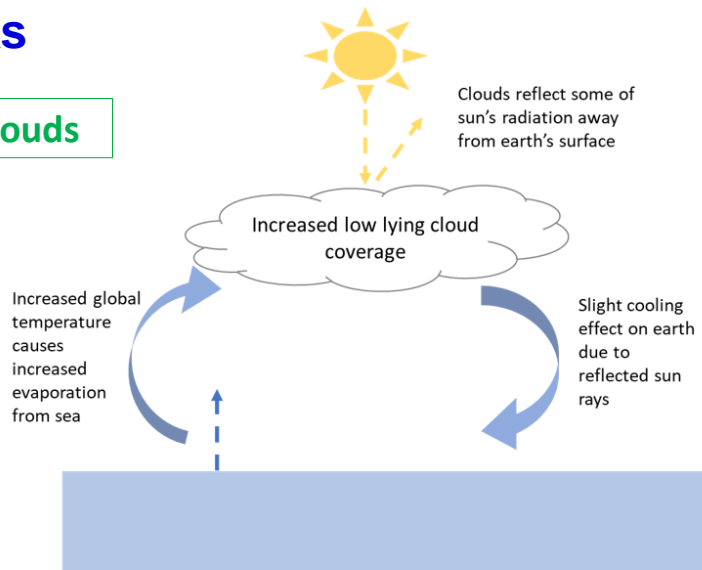 Clouds reflect some of
sun's radiation away
from earth's surface
Increased low lying cloud
coverage
Increased global
temperature
causes
increased
evaporation
from sea
Slight cooling
effect on earth
due to
reflected sun
rays